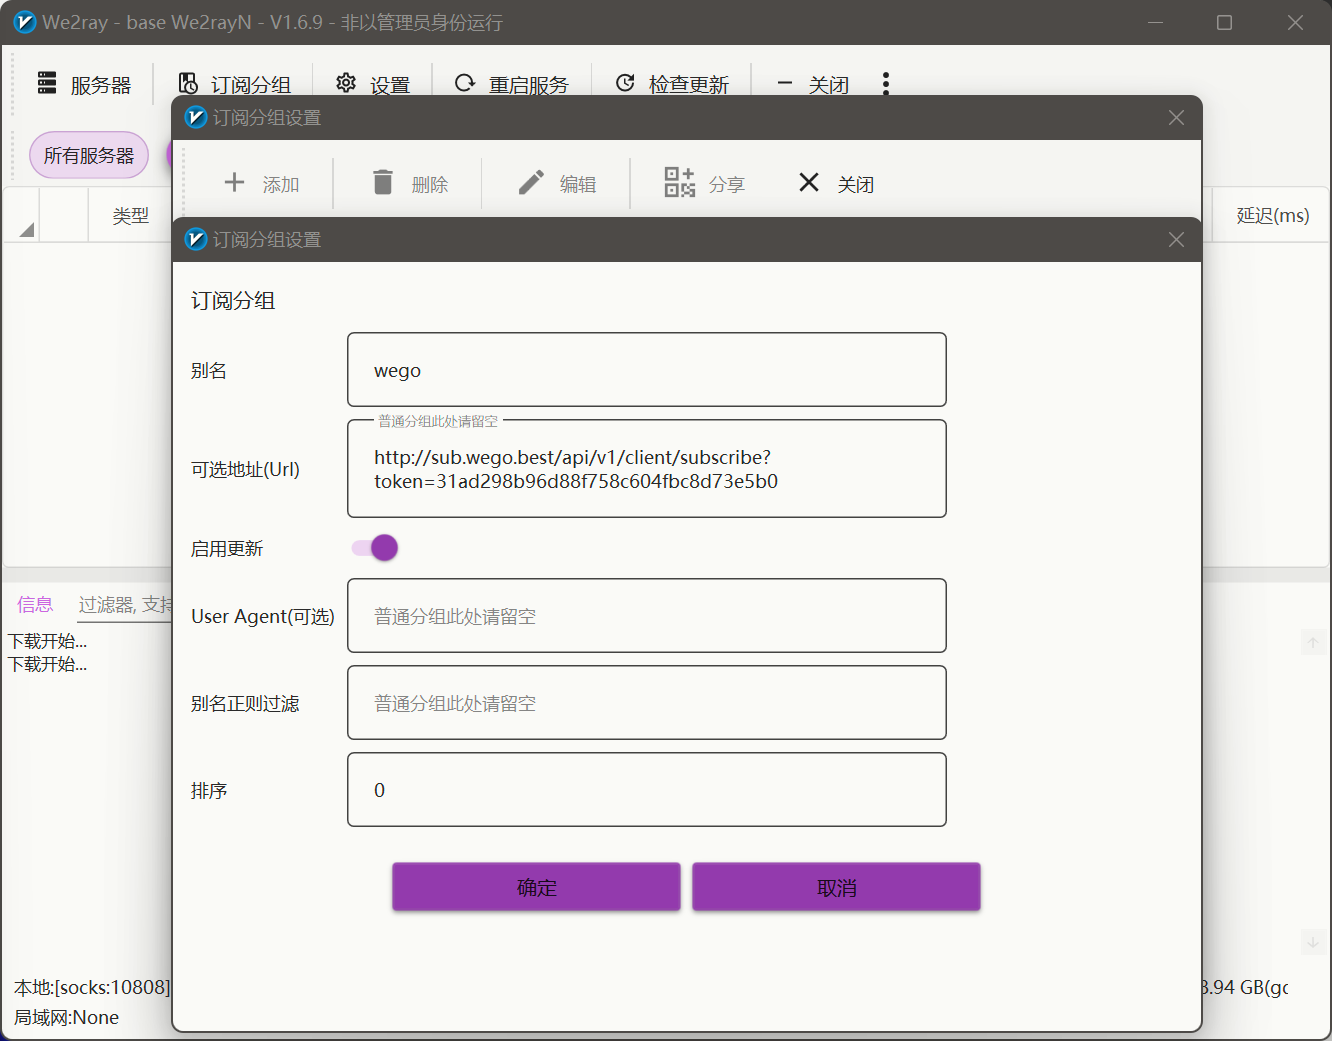 We2ray - base We2rayN - V1.6.9 - 非以管理员身份运行
服务器
订阅分组
设置
重启服务
检查更新
关闭
所有服务器
类型
延迟(ms)
订阅分组设置
添加
删除
编辑
分享
关闭
订阅分组设置
订阅分组
别名
wego
可选地址(Url)
普通分组此处请留空
http://sub.wego.best/api/v1/client/subscribe?
token=31ad298b96d88f758c604fbc8d73e5b0
启用更新
User Agent(可选)
普通分组此处请留空
别名正则过滤
普通分组此处请留空
排序
0
确定
取消
信息
过滤器, 支持
下载开始...
下载开始...
本地:[socks:10808]
3.94 GB(gc
局域网:None